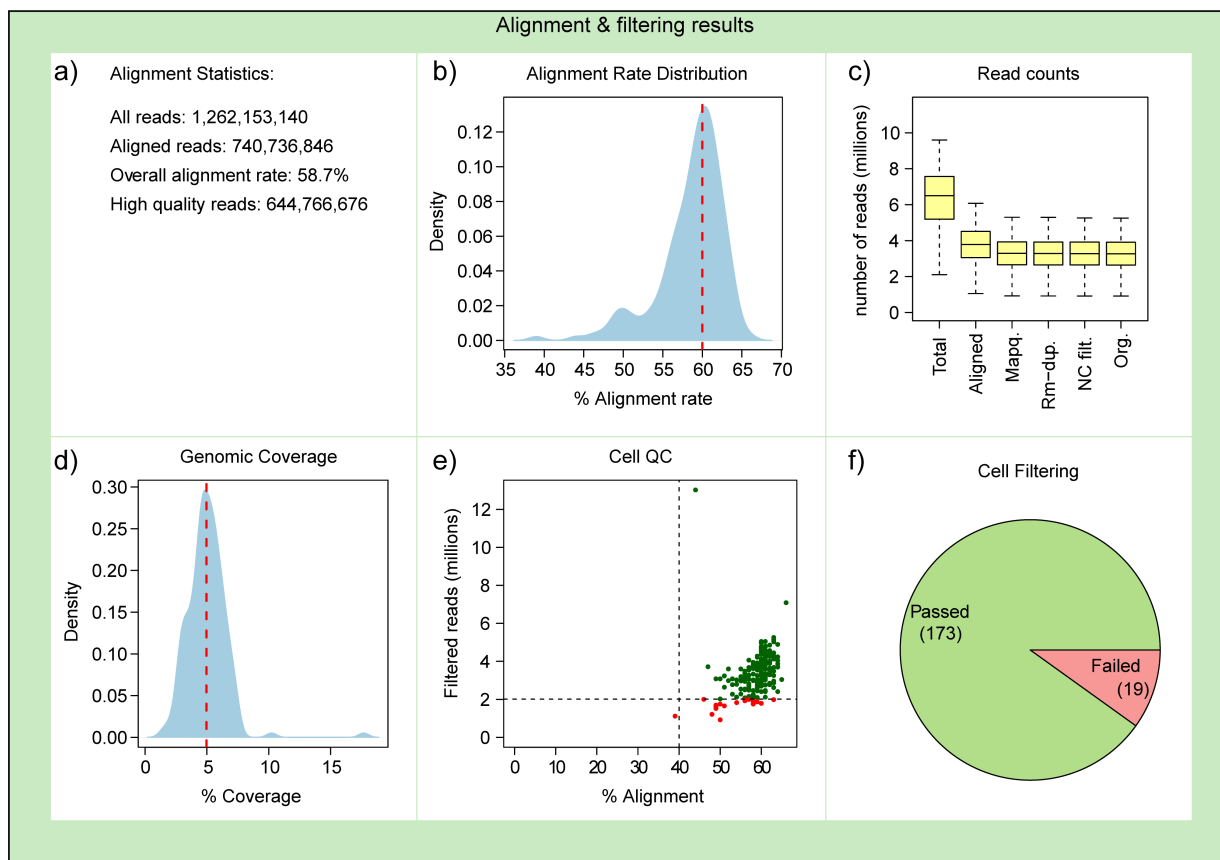 Alignment & filtering results
a)
Alignment Statistics:
All reads: 1,262,153,140
Aligned reads: 740,736,846
Overall alignment rate: 58.7%
High quality reads: 644,766,676
b)
Alignment Rate Distribution
Density
0.12
0.10
0.08
0.06
0.04
0.02
0.00
35 40 45 50 55 60 65 70
% Alignment rate
c)
Read counts
number of reads (millions)
10
8
6
4
2
0
Total
Aligned
Mapq.
Rm−dup.
NC filt.
Org.
d)
Genomic Coverage
Density
0.30
0.25
0.20
0.15
0.10
0.05
0.00
0 5 10 15
% Coverage
e)
Cell QC
Filtered reads (millions)
12
10
8
6
4
2
0
0 10 20 30 40 50 60
% Alignment
f)
Cell Filtering
Passed
(173)
Failed
(19)